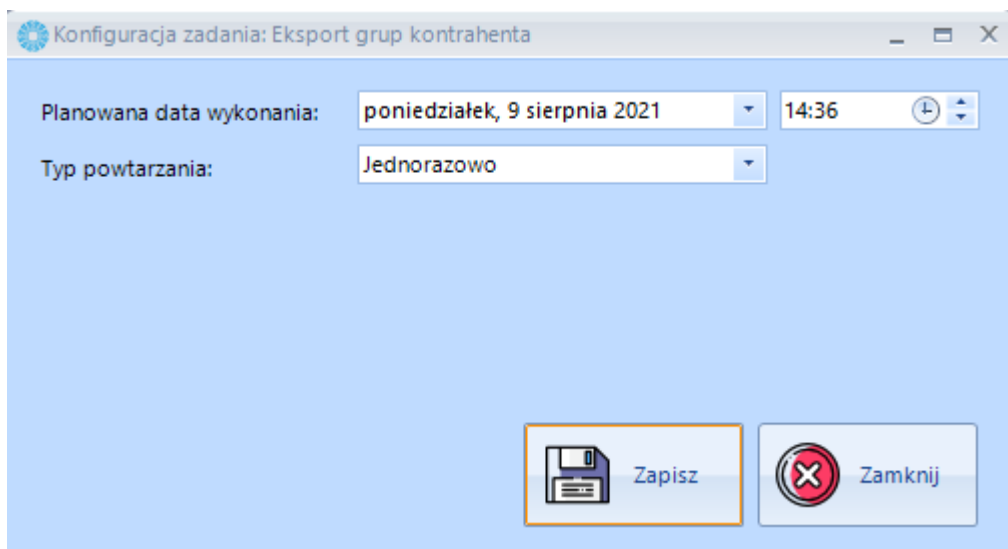 Konfiguracja zadania: Eksport grup kontrahenta
Planowana data wykonania: poniedziałek, 9 sierpnia 2021 14:36
Typ powtarzania: Jednorazowo
Zapisz Zamknij